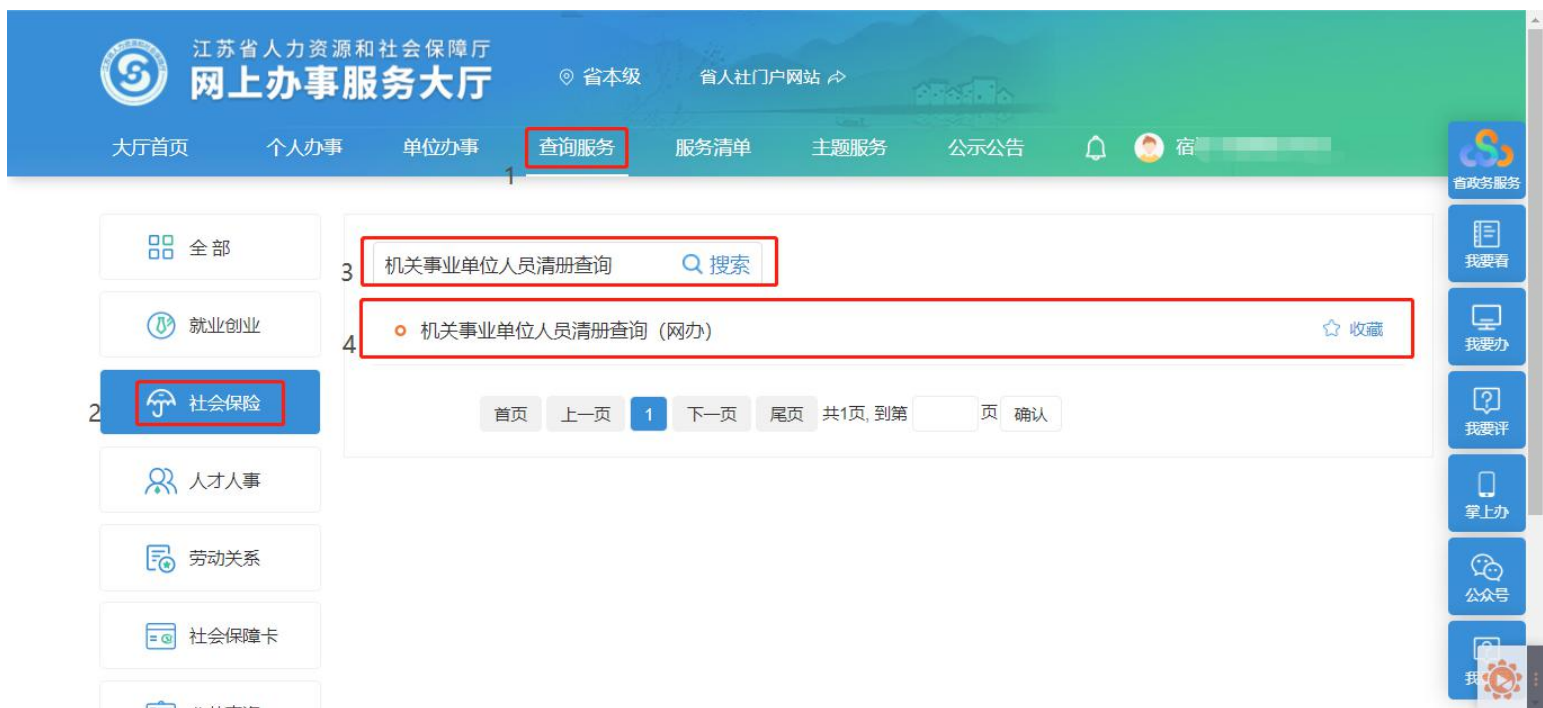 江苏省人力资源和社会保障厅
网上办事服务大厅
省本级
省人社门户网站
大厅首页
个人办事
单位办事
查询服务
服务清单
主题服务
公示公告
宿
1
省政务服务
我要看
我要办
我要评
掌上办
公众号
我
全部
就业创业
2
社会保险
人才人事
劳动关系
社会保障卡
3
机关事业单位人员清册查询
搜索
4
机关事业单位人员清册查询（网办）
收藏
首页 上一页 1 下一页 尾页 共1页, 到第 页 确认